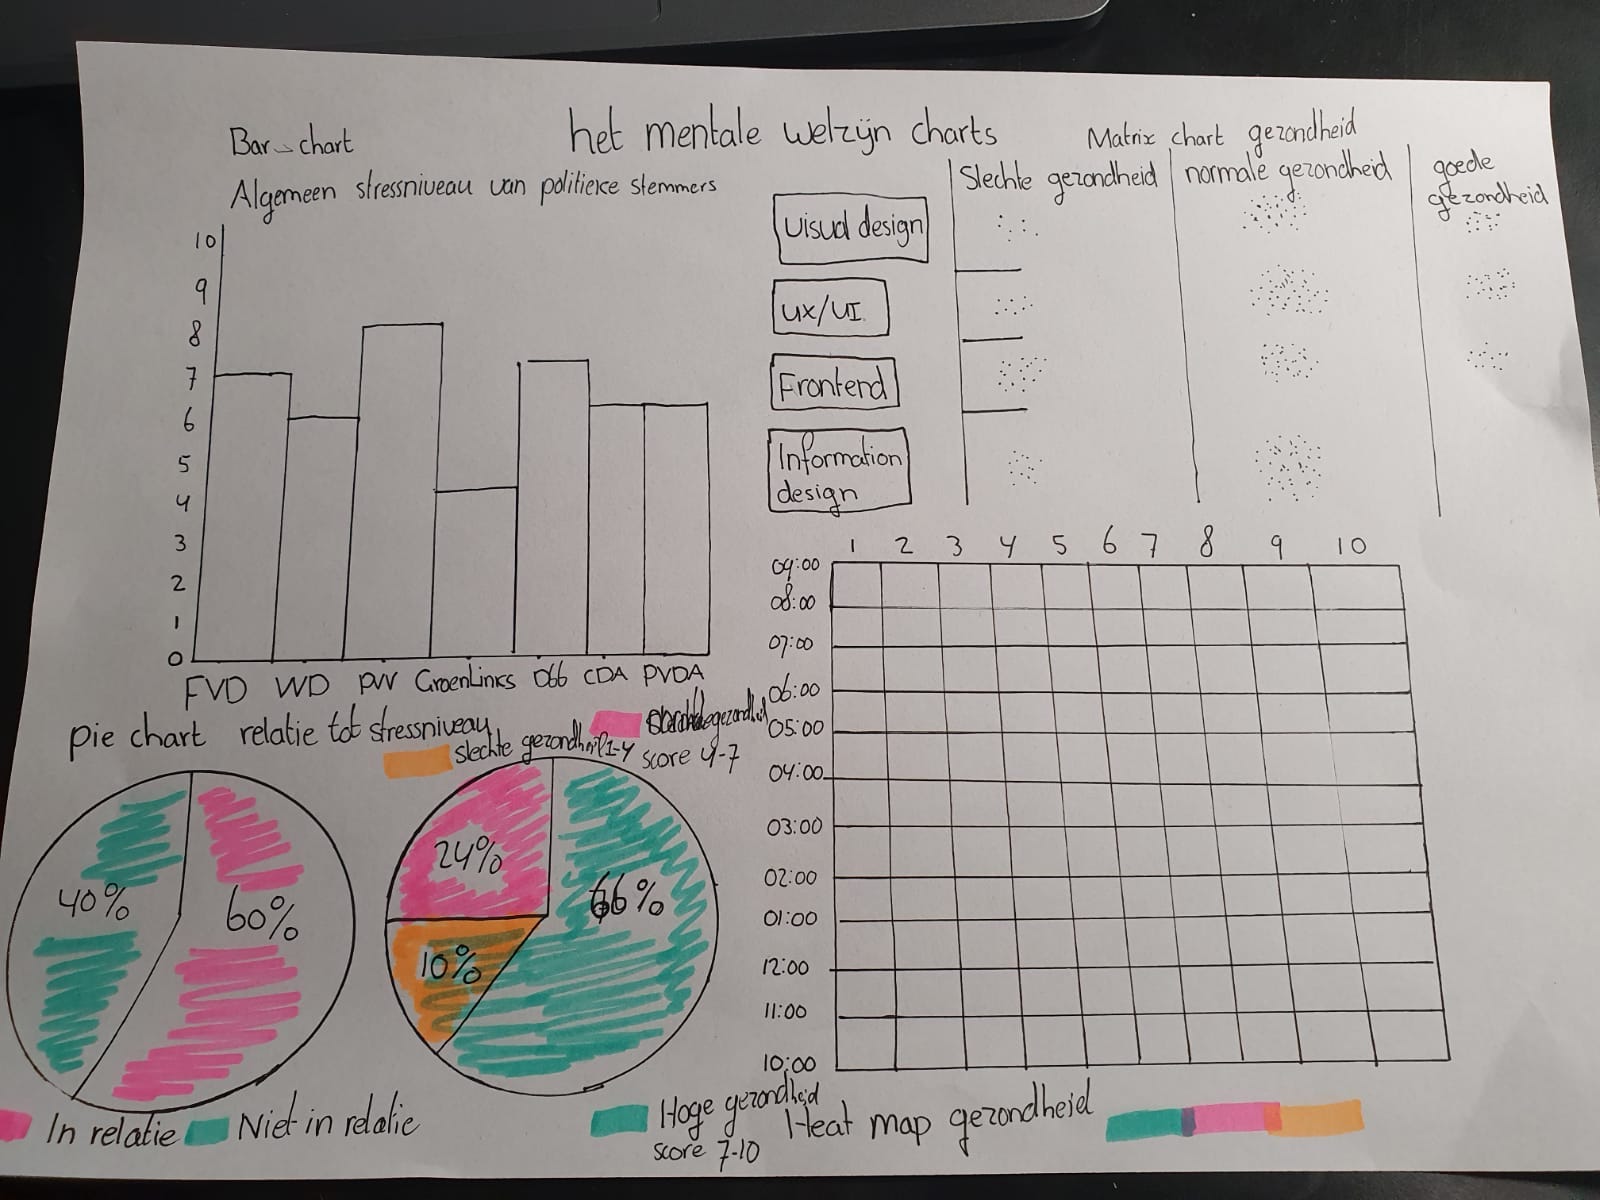 het mentale welzijn charts
Bar-chart
Algemeen stressniveau van politieke stemmers
10
9
8
7
6
5
4
3
2
1
0
FVD VVD PVV GroenLinks D66 CDA PVDA
Matrix chart gezondheid
Slechte gezondheid normale gezondheid goede
gezondheid
Visual design
UX/UI
Frontend
Information
design
pie chart relatie tot stressniveau
40%
60%
In relatie Niet in relatie
slechte gezondheid 1-4
score 4-7
24%
66%
10%
Hoge gezondheid
score 7-10
1 2 3 4 5 6 7 8 9 10
09:00
08:00
07:00
06:00
05:00
04:00
03:00
02:00
01:00
12:00
11:00
10:00
Heat map gezondheid